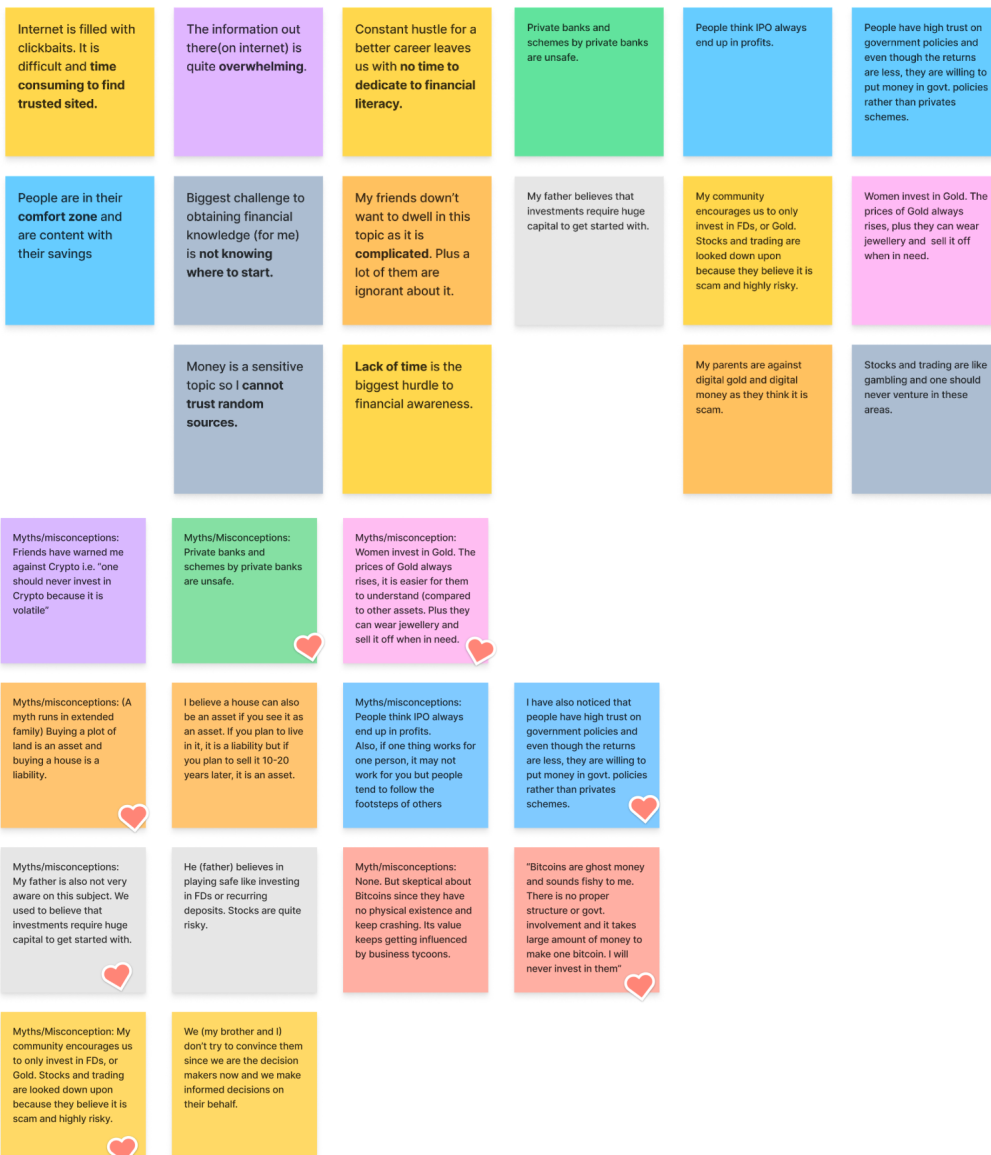 Internet is filled with
clickbaits. It is
difficult and time
consuming to find
trusted sited.
The information out
there(on internet) is
quite overwhelming.
Constant hustle for a
better career leaves
us with no time to
dedicate to financial
literacy.
Private banks and
schemes by private banks
are unsafe.
People think IPO always
end up in profits.
People have high trust on
government policies and
even though the returns
are less, they are willing to
put money in govt. policies
rather than privates
schemes.
People are in their
comfort zone and
are content with
their savings
Biggest challenge to
obtaining financial
knowledge (for me)
is not knowing
where to start.
My friends down't
want to dwell in this
topic as it is
complicated. Plus a
lot of them are
ignorant about it.
My father believes that
investments require huge
capital to get started with.
My community
encourages us to only
invest in FDs, or Gold.
Stocks and trading are
looked down upon
because they believe it is
scam and highly risky.
Women invest in Gold. The
prices of Gold always
rises, plus they can wear
jewellery and  sell it off
when in need.
Money is a sensitive
topic so I cannot
trust random
sources.
Lack of time is the
biggest hurdle to
financial awareness.
My parents are against
digital gold and digital
money as they think it is
scam.
Stocks and trading are like
gambling and one should
never venture in these
areas.
Myths/misconceptions:
Friends have warned me
against Crypto i.e. "one
should never invest in
Crypto because it is
volatile"
Myths/Misconceptions:
Private banks and
schemes by private banks
are unsafe.
Myths/misconception:
Women invest in Gold. The
prices of Gold always
rises, it is easier for them
to understand (compared
to other assets. Plus they
can wear jewellery and
sell it off when in need.
Myths/misconceptions: (A
myth runs in extended
family) Buying a plot of
land is an asset and
buying a house is a
liability.
I believe a house can also
be an asset if you see it as
an asset. If you plan to live
in it, it is a liability but if
you plan to sell it 10-20
years later, it is an asset.
Myths/misconceptions:
People think IPO always
end up in profits.
Also, if one thing works for
one person, it may not
work for you but people
tend to follow the
footsteps of others
I have also noticed that
people have high trust on
government policies and
even though the returns
are less, they are willing to
put money in govt. policies
rather than privates
schemes.
Myths/misconceptions:
My father is also not very
aware on this subject. We
used to believe that
investments require huge
capital to get started with.
He (father) believes in
playing safe like investing
in FDs or recurring
deposits. Stocks are quite
risky.
Myth/misconceptions:
None. But skeptical about
Bitcoins since they have
no physical existence and
keep crashing. Its value
keeps getting influenced
by business tycoons.
"Bitcoins are ghost money
and sounds fishy to me.
There is no proper
structure or govt.
involvement and it takes
large amount of money to
make one bitcoin. I will
never invest in them"
Myths/Misconception: My
community encourages us
to only invest in FDs, or
Gold. Stocks and trading
are looked down upon
because they believe it is
scam and highly risky.
We (my brother and I)
don't try to convince them
since we are the decision
makers now and we make
informed decisions on
their behalf.